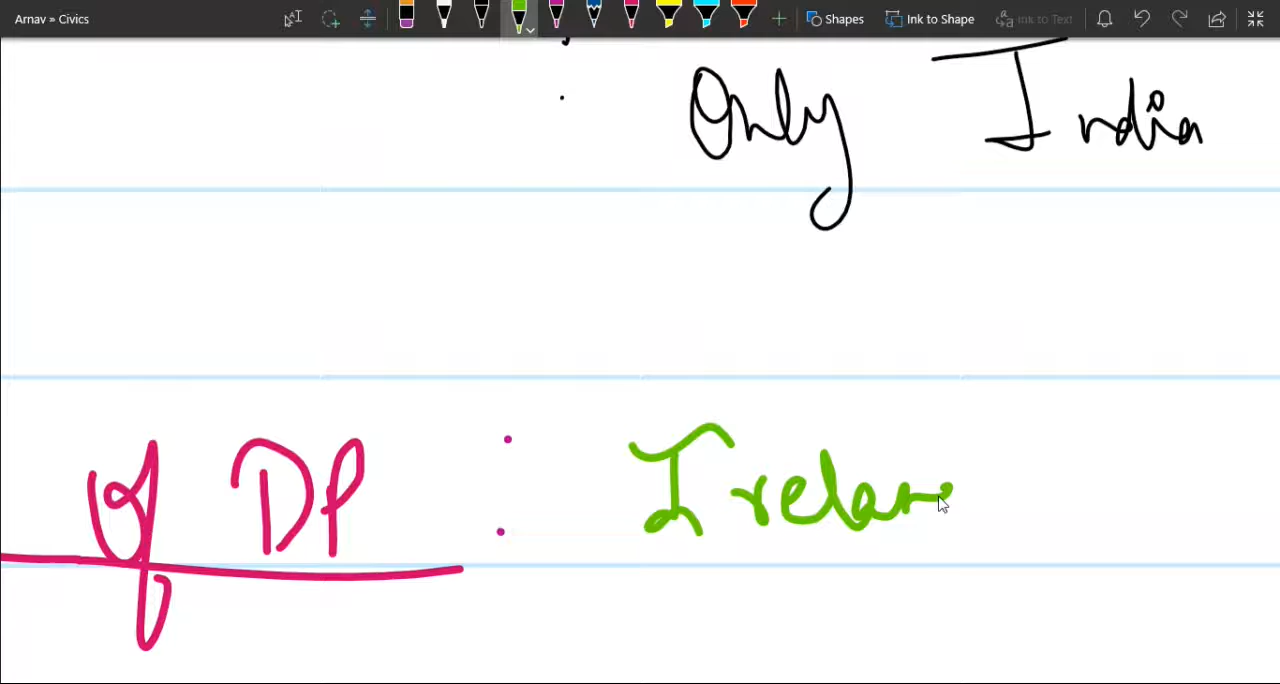 Arnav » Civics Shapes Ink to Shape Ink to Text
Only India
of DP : Irelan